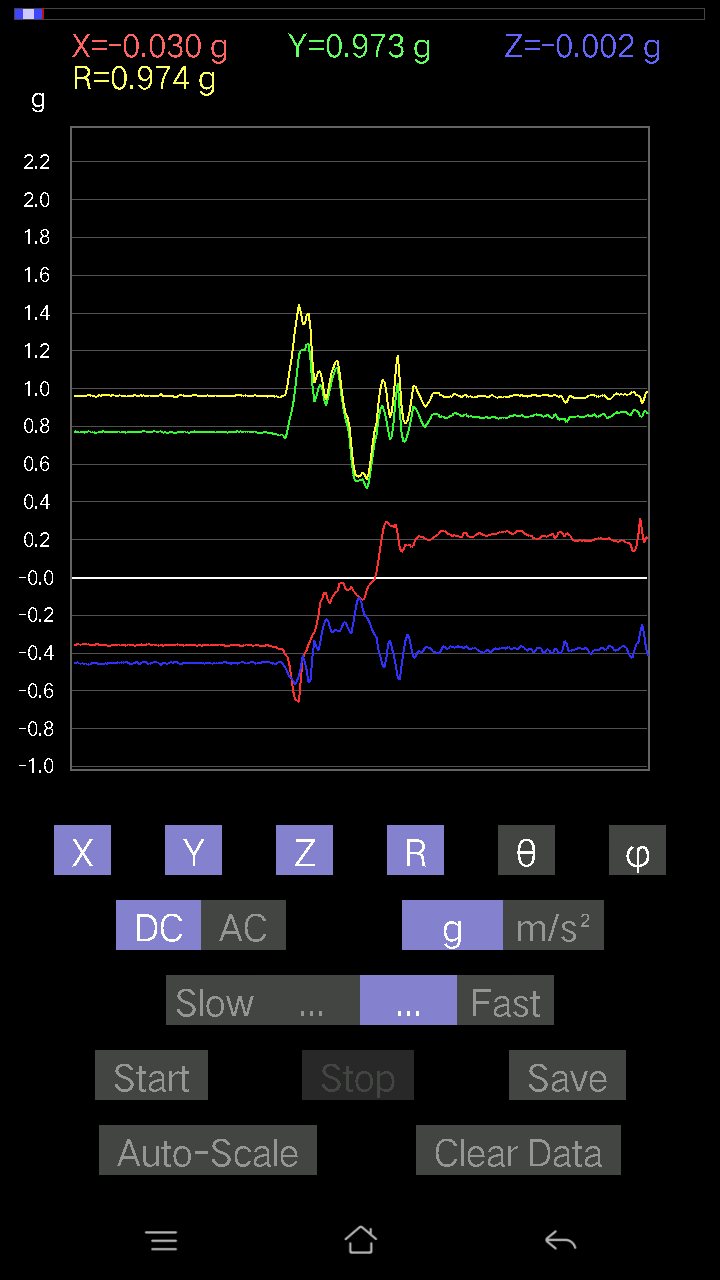 X=-0.030 g Y=0.973 g Z=-0.002 g
R=0.974 g
g
2.2
2.0
1.8
1.6
1.4
1.2
1.0
0.8
0.6
0.4
0.2
-0.0
-0.2
-0.4
-0.6
-0.8
-1.0
X Y Z R θ φ
DC AC g m/s²
Slow ... ... Fast
Start Stop Save
Auto-Scale Clear Data